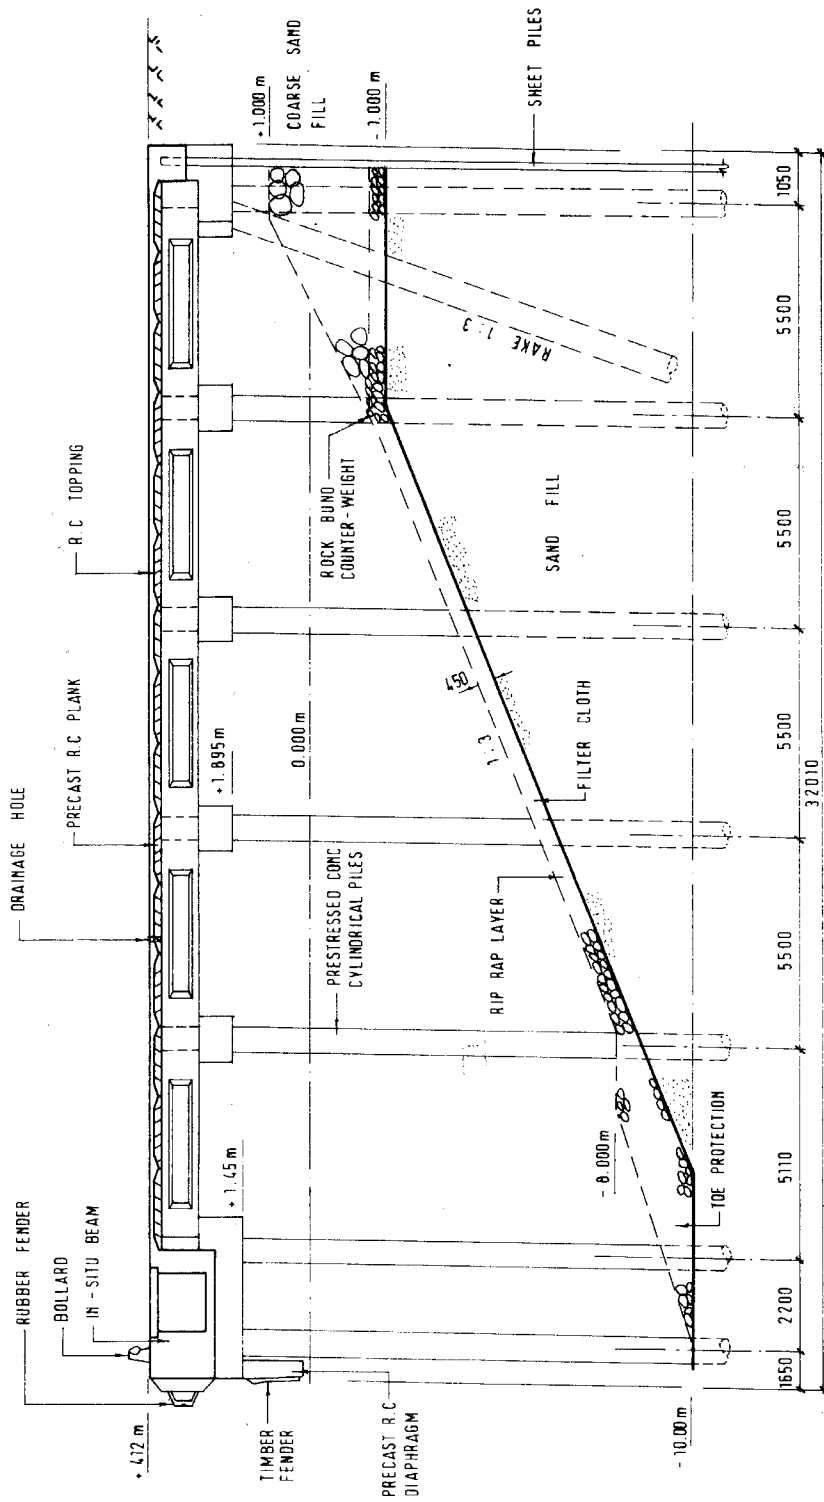 RUBBER FENDER
BOLLARD
IN-SITU BEAM
DRAINAGE HOLE
PRECAST R.C PLANK
R.C TOPPING
+ 412 m
+1.895 m
+1.45 m
+1.000 m
COARSE SAND
FILL
0.000 m
TIMBER
FENDER
PRECAST R.C
DIAPHRAGM
PRESTRESSED CONC
CYLINDRICAL PILES
ROCK BUND
COUNTER-WEIGHT
-1.000 m
RAKE 1:3
SHEET PILES
450
1:3
RIP RAP LAYER
FILTER CLOTH
SAND FILL
-8.000m
TOE PROTECTION
-10.00 m
1650
2200
5110
5500
5500
5500
5500
1050
32010